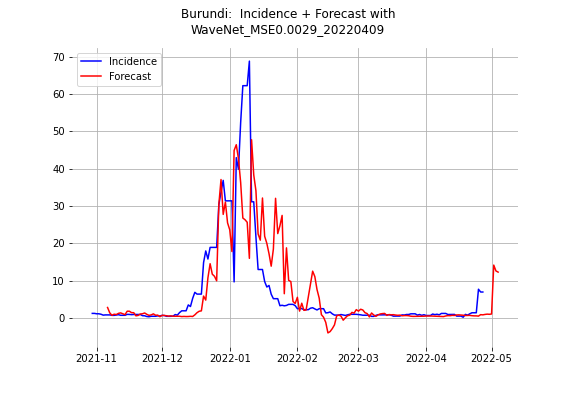 Burundi:  Incidence + Forecast with
WaveNet_MSE0.0029_20220409
Incidence
Forecast
70
60
50
40
30
20
10
0
2021-11 2021-12 2022-01 2022-02 2022-03 2022-04 2022-05